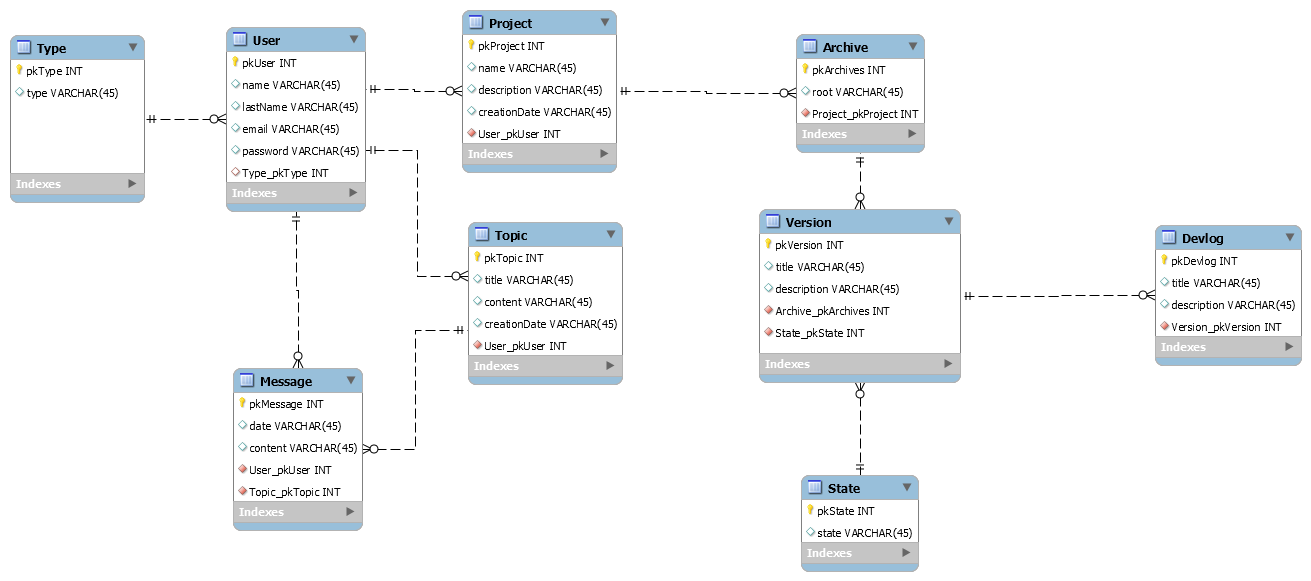 Type
pkType INT
type VARCHAR(45)
Indexes
User
pkUser INT
name VARCHAR(45)
lastName VARCHAR(45)
email VARCHAR(45)
password VARCHAR(45)
Type_pkType INT
Indexes
Project
pkProject INT
name VARCHAR(45)
description VARCHAR(45)
creationDate VARCHAR(45)
User_pkUser INT
Indexes
Archive
pkArchives INT
root VARCHAR(45)
Project_pkProject INT
Indexes
Topic
pkTopic INT
title VARCHAR(45)
content VARCHAR(45)
creationDate VARCHAR(45)
User_pkUser INT
Indexes
Version
pkVersion INT
title VARCHAR(45)
description VARCHAR(45)
Archive_pkArchives INT
State_pkState INT
Indexes
Devlog
pkDevlog INT
title VARCHAR(45)
description VARCHAR(45)
Version_pkVersion INT
Indexes
Message
pkMessage INT
date VARCHAR(45)
content VARCHAR(45)
User_pkUser INT
Topic_pkTopic INT
Indexes
State
pkState INT
state VARCHAR(45)
Indexes